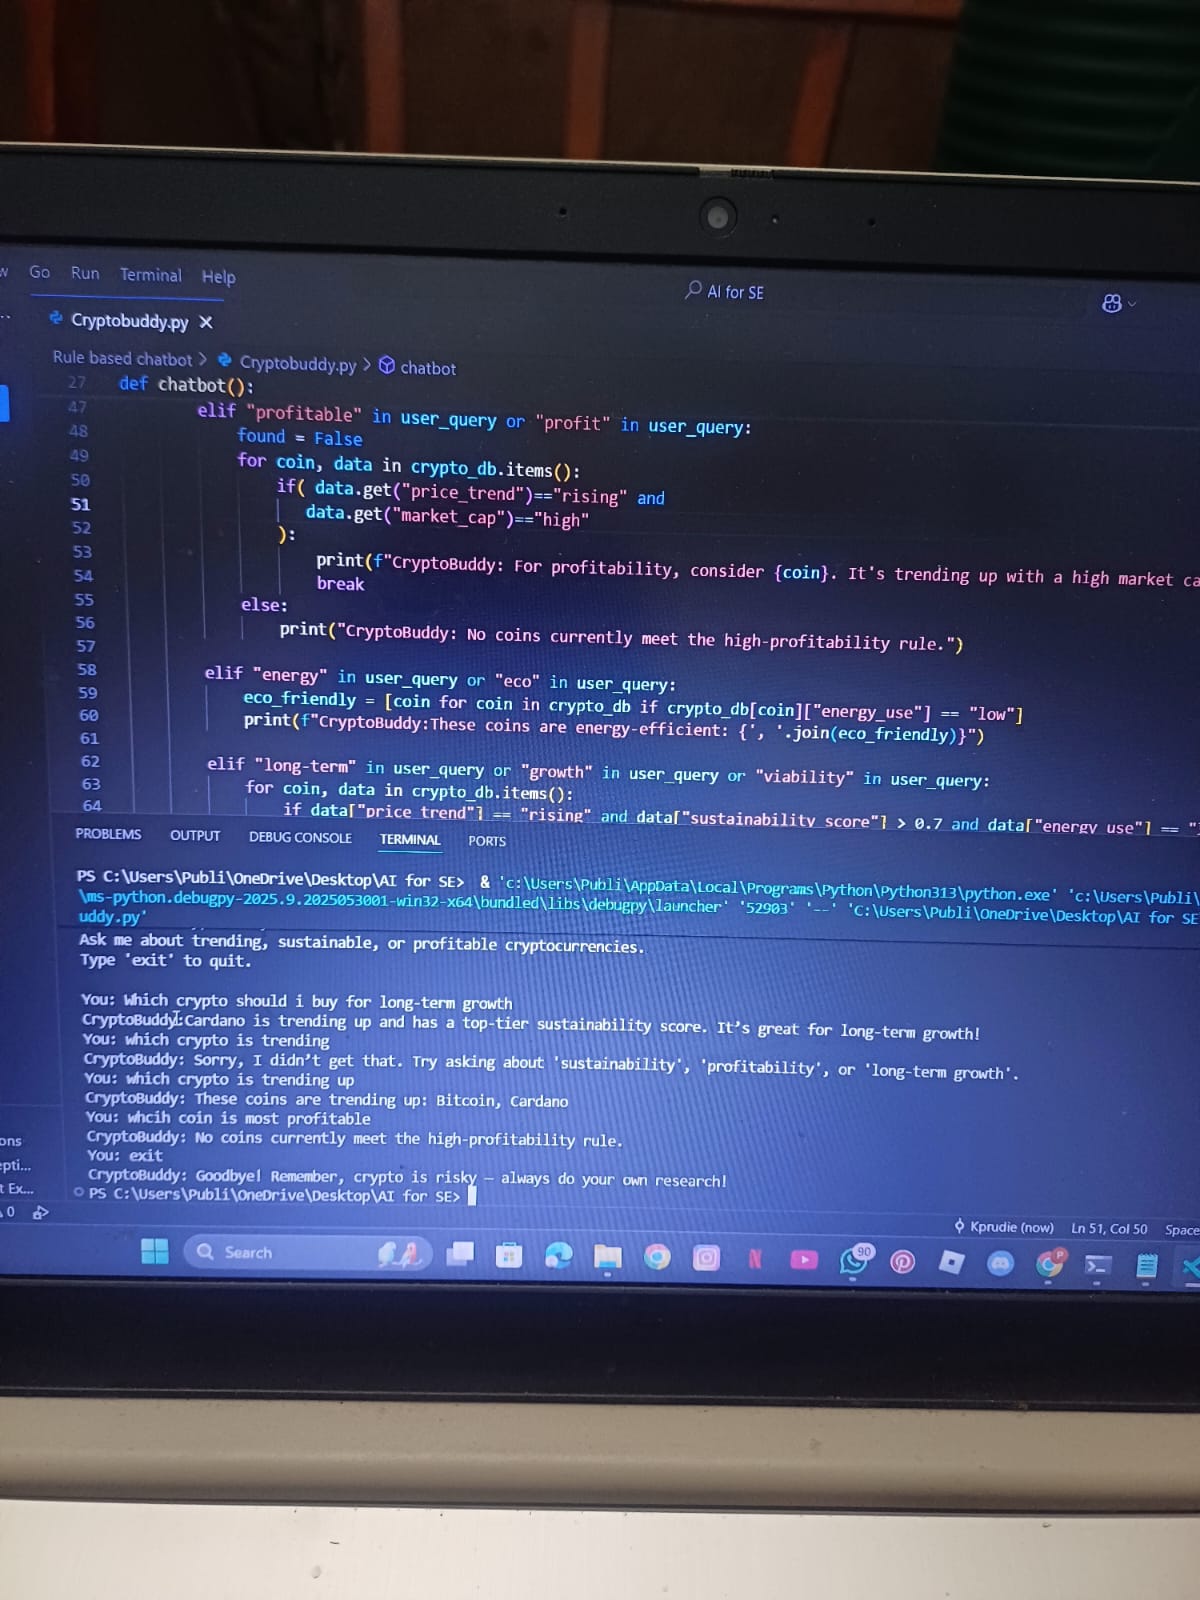 Go Run Terminal Help
AI for SE
Cryptobuddy.py
Rule based chatbot > Cryptobuddy.py > chatbot
27 def chatbot():
47 elif "profitable" in user_query or "profit" in user_query:
48 found = False
49 for coin, data in crypto_db.items():
50 if( data.get("price_trend")=="rising" and
51 data.get("market_cap")=="high"
52 ):
53 print(f"CryptoBuddy: For profitability, consider {coin}. It's trending up with a high market ca
54 break
55 else:
56 print("CryptoBuddy: No coins currently meet the high-profitability rule.")
57
58 elif "energy" in user_query or "eco" in user_query:
59 eco_friendly = [coin for coin in crypto_db if crypto_db[coin]["energy_use"] == "low"]
60 print(f"CryptoBuddy:These coins are energy-efficient: {', '.join(eco_friendly)}")
61
62 elif "long-term" in user_query or "growth" in user_query or "viability" in user_query:
63 for coin, data in crypto_db.items():
64 if data["price_trend"] == "rising" and data["sustainability_score"] > 0.7 and data["energy_use"] == "
PROBLEMS OUTPUT DEBUG CONSOLE TERMINAL PORTS
PS C:\Users\Publi\OneDrive\Desktop\AI for SE> & 'c:\Users\Publi\AppData\Local\Programs\Python\Python313\python.exe' 'c:\Users\Publi\
\ms-python.debugpy-2025.9.2025053001-win32-x64\bundled\libs\debugpy\launcher' '52903' '--' 'C:\Users\Publi\OneDrive\Desktop\AI for SE
uddy.py'
Ask me about trending, sustainable, or profitable cryptocurrencies.
Type 'exit' to quit.
You: Which crypto should i buy for long-term growth
CryptoBuddy:Cardano is trending up and has a top-tier sustainability score. It's great for long-term growth!
You: which crypto is trending
CryptoBuddy: Sorry, I didn't get that. Try asking about 'sustainability', 'profitability', or 'long-term growth'.
You: which crypto is trending up
CryptoBuddy: These coins are trending up: Bitcoin, Cardano
You: whcih coin is most profitable
CryptoBuddy: No coins currently meet the high-profitability rule.
You: exit
CryptoBuddy: Goodbye! Remember, crypto is risky — always do your own research!
PS C:\Users\Publi\OneDrive\Desktop\AI for SE>
ons
epti...
t Ex...
0
Kprudie (now) Ln 51, Col 50 Space
Search
90